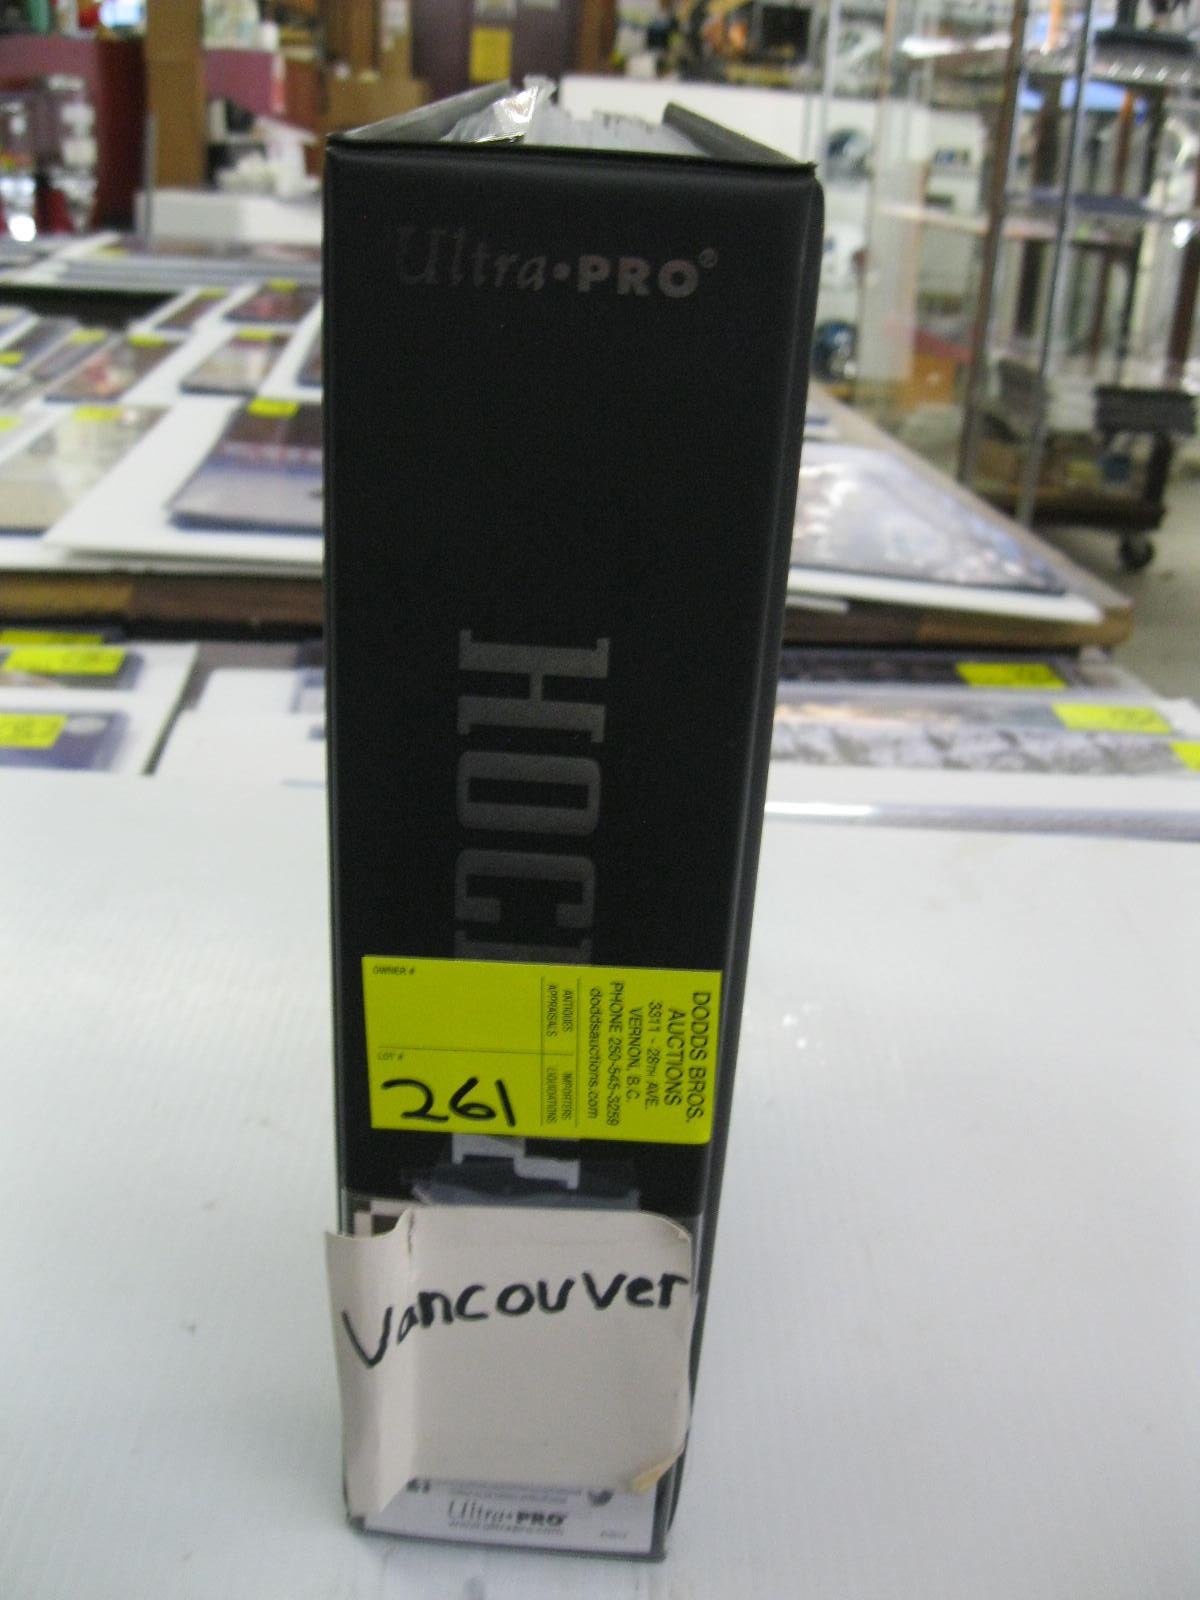 Ultra•PRO®
HOC
DODDS BROS.
AUCTIONS
3311 - 28TH AVE.
VERNON, B.C.
PHONE 250-545-3259
doddsauctions.com
ANTIQUES
APPRAISALS
IMPORTERS
LIQUIDATIONS
OWNER #
LOT #
261
Vancouver
Ultra•PRO
www.ultrapro.com